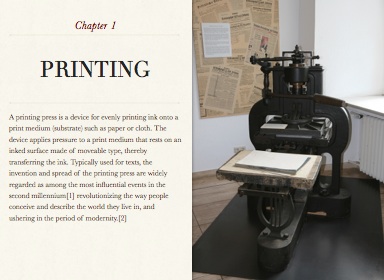 Chapter 1
PRINTING
A printing press is a device for evenly printing ink onto a
print medium (substrate) such as paper or cloth. The
device applies pressure to a print medium that rests on an
inked surface made of moveable type, thereby
transferring the ink. Typically used for texts, the
invention and spread of the printing press are widely
regarded as among the most influential events in the
second millennium[1] revolutionizing the way people
conceive and describe the world they live in, and
ushering in the period of modernity.[2]